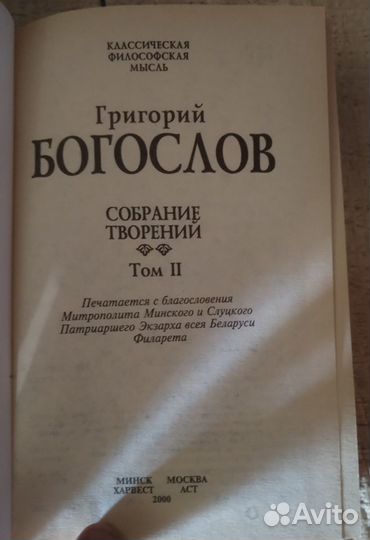 КЛАССИЧЕСКАЯ
ФИЛОСОФСКАЯ
МЫСЛЬ
Григорий
БОГОСЛОВ
СОБРАНИЕ
ТВОРЕНИЙ
Том II
Печатается с благословения
Митрополита Минского и Слуцкого
Патриаршего Экзарха всея Беларуси
Филарета
МИНСК МОСКВА
ХАРВЕСТ АСТ
2000
Avito